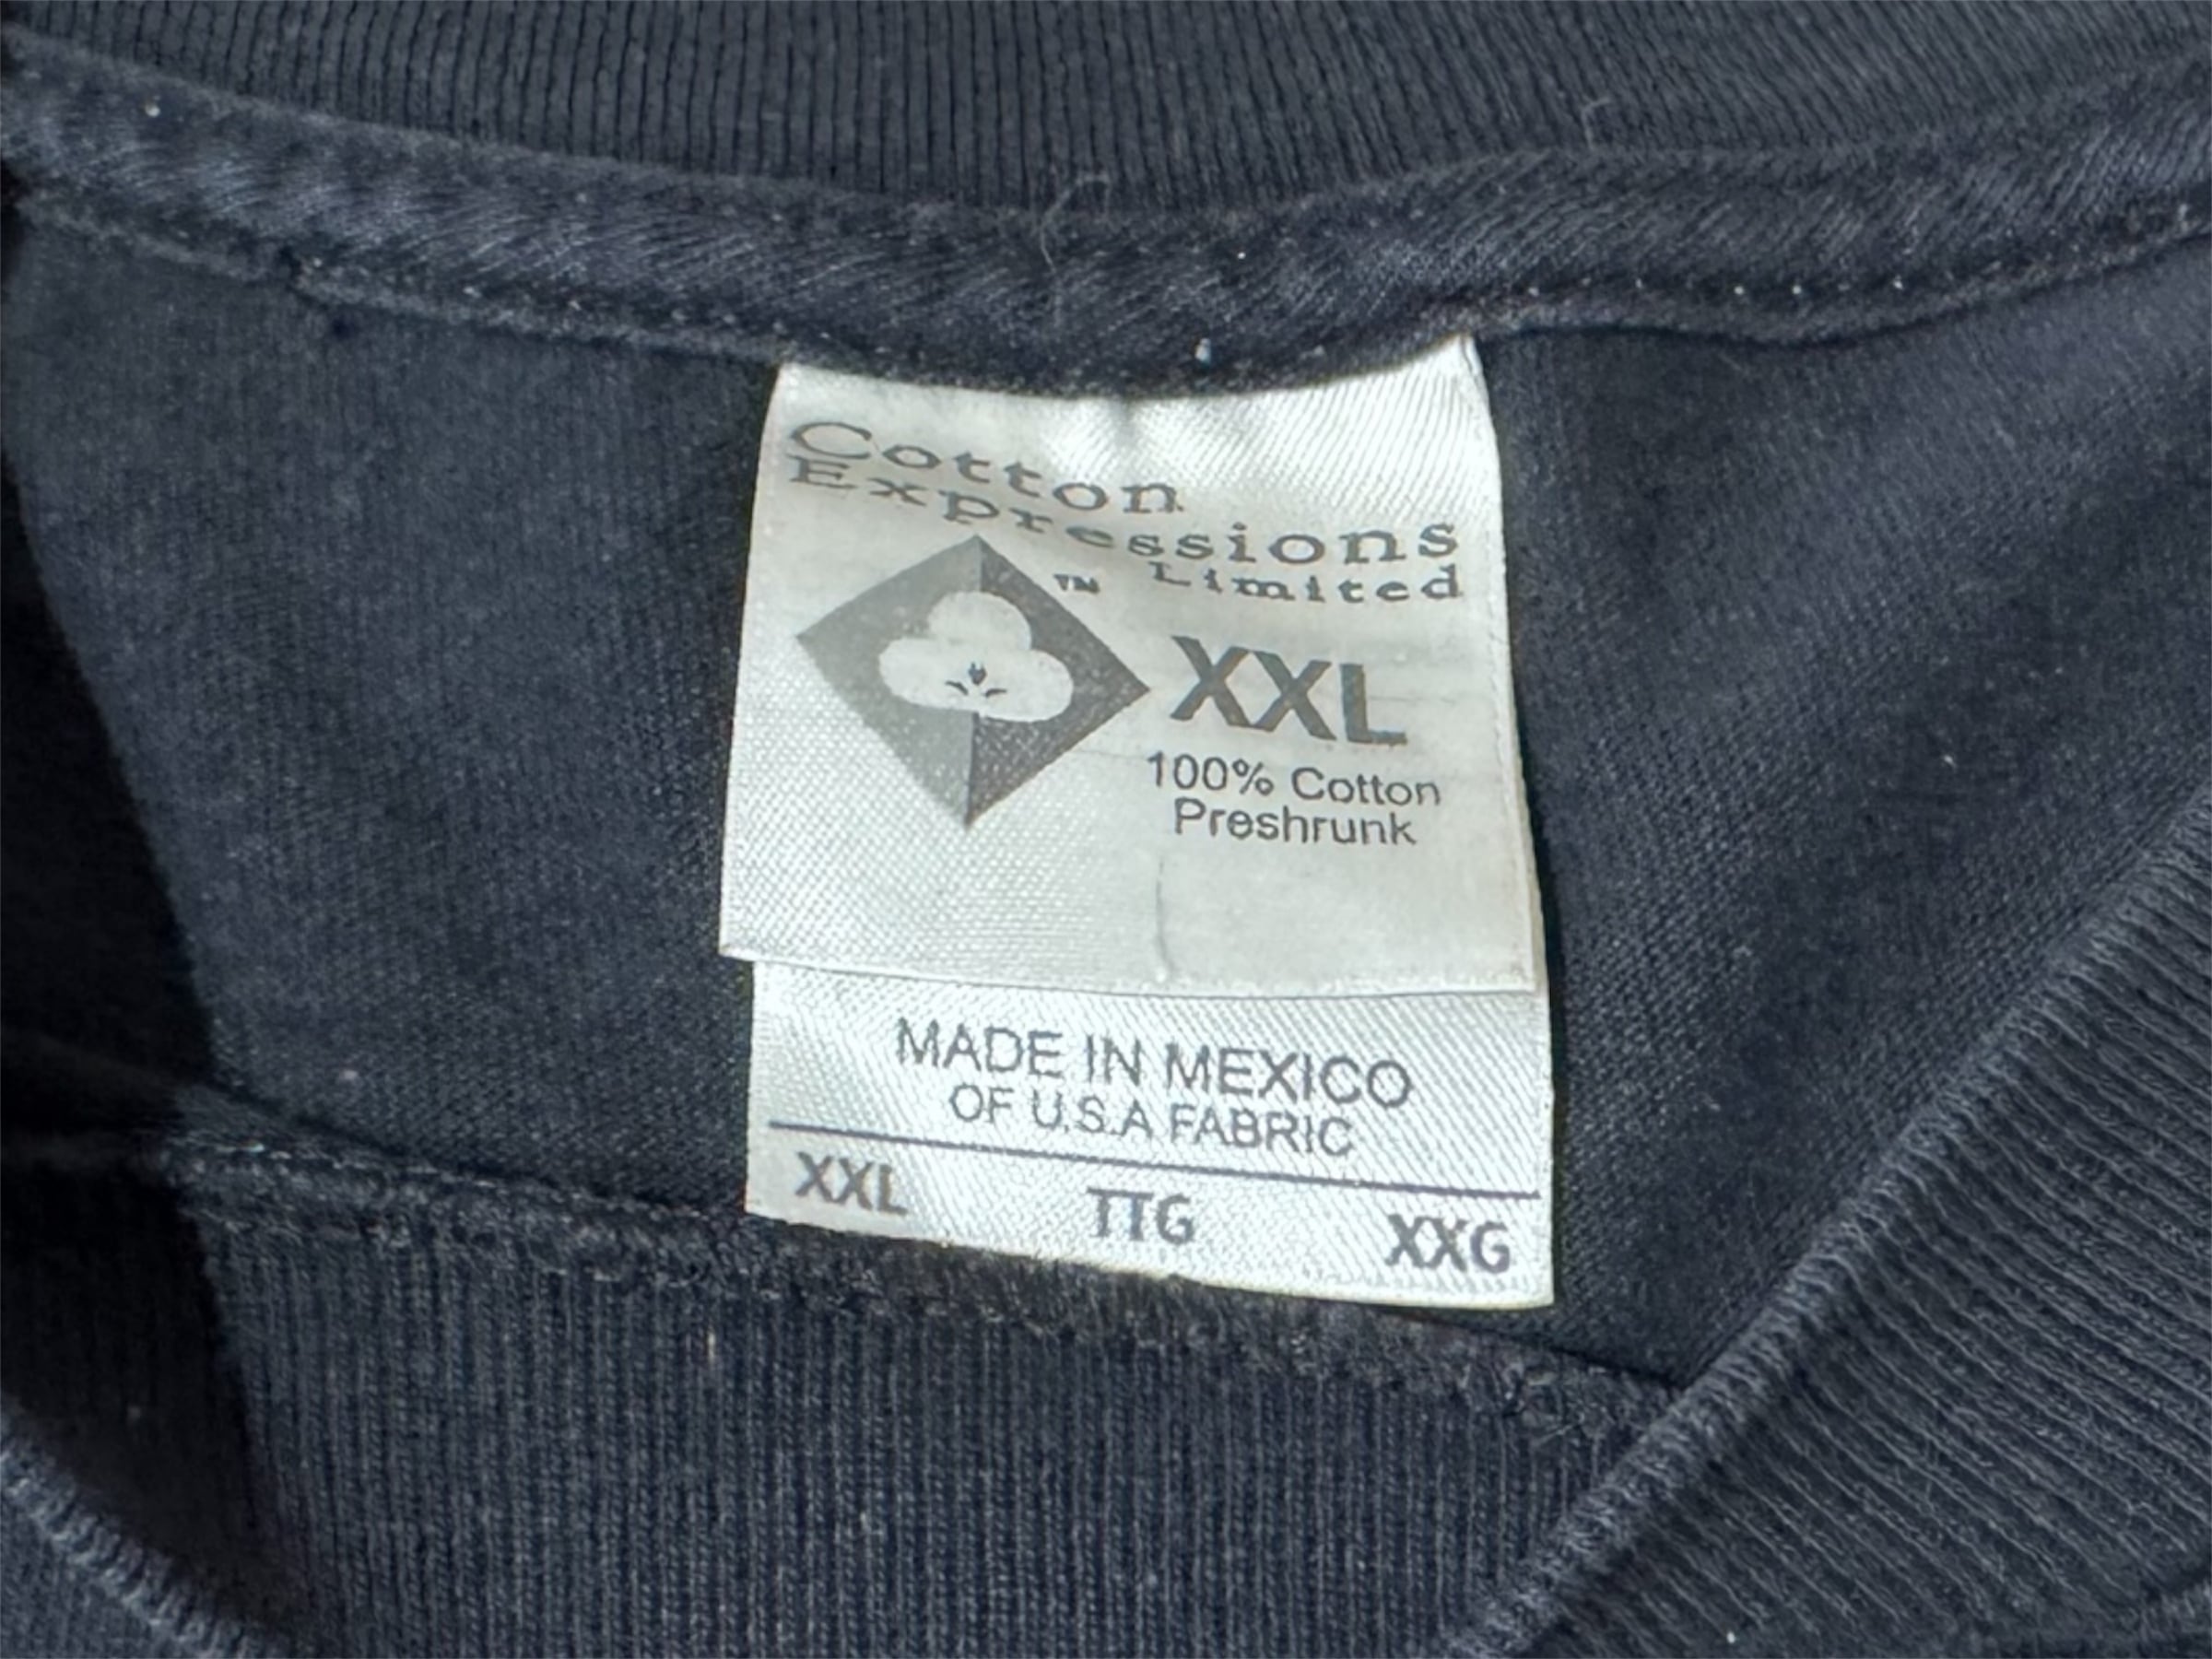 Cotton
Expressions
™ Limited
XXL
100% Cotton
Preshrunk
MADE IN MEXICO
OF U.S.A FABRIC
XXL TTG XXG